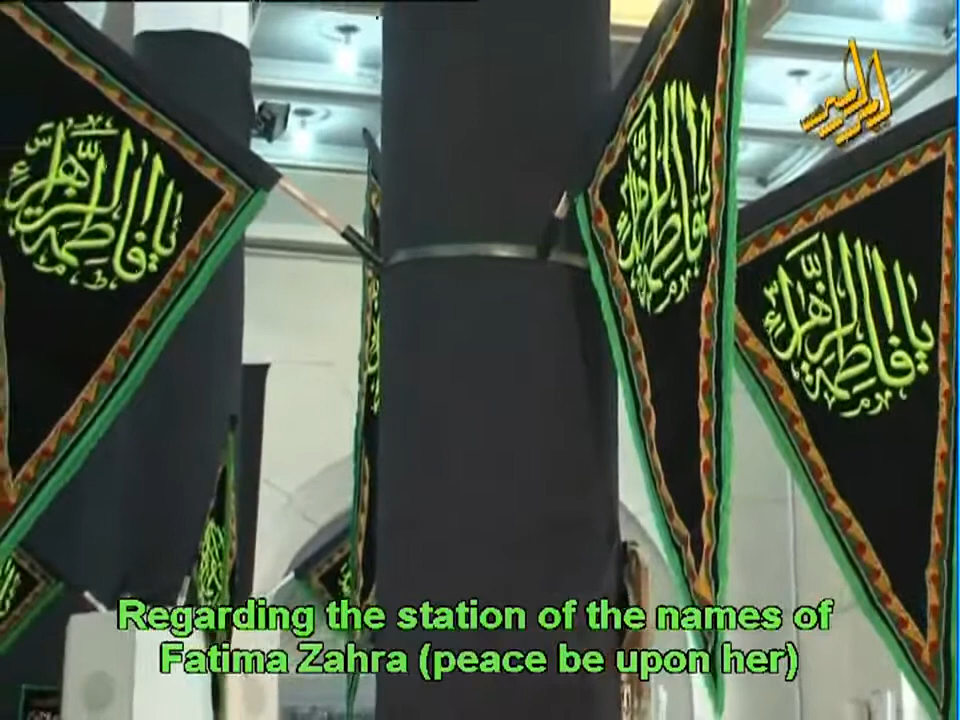 الأمير
يا فاطمة الزهراء
يا فاطمة الزهراء
يا فاطمة الزهراء
Regarding the station of the names of
Fatima Zahra (peace be upon her)